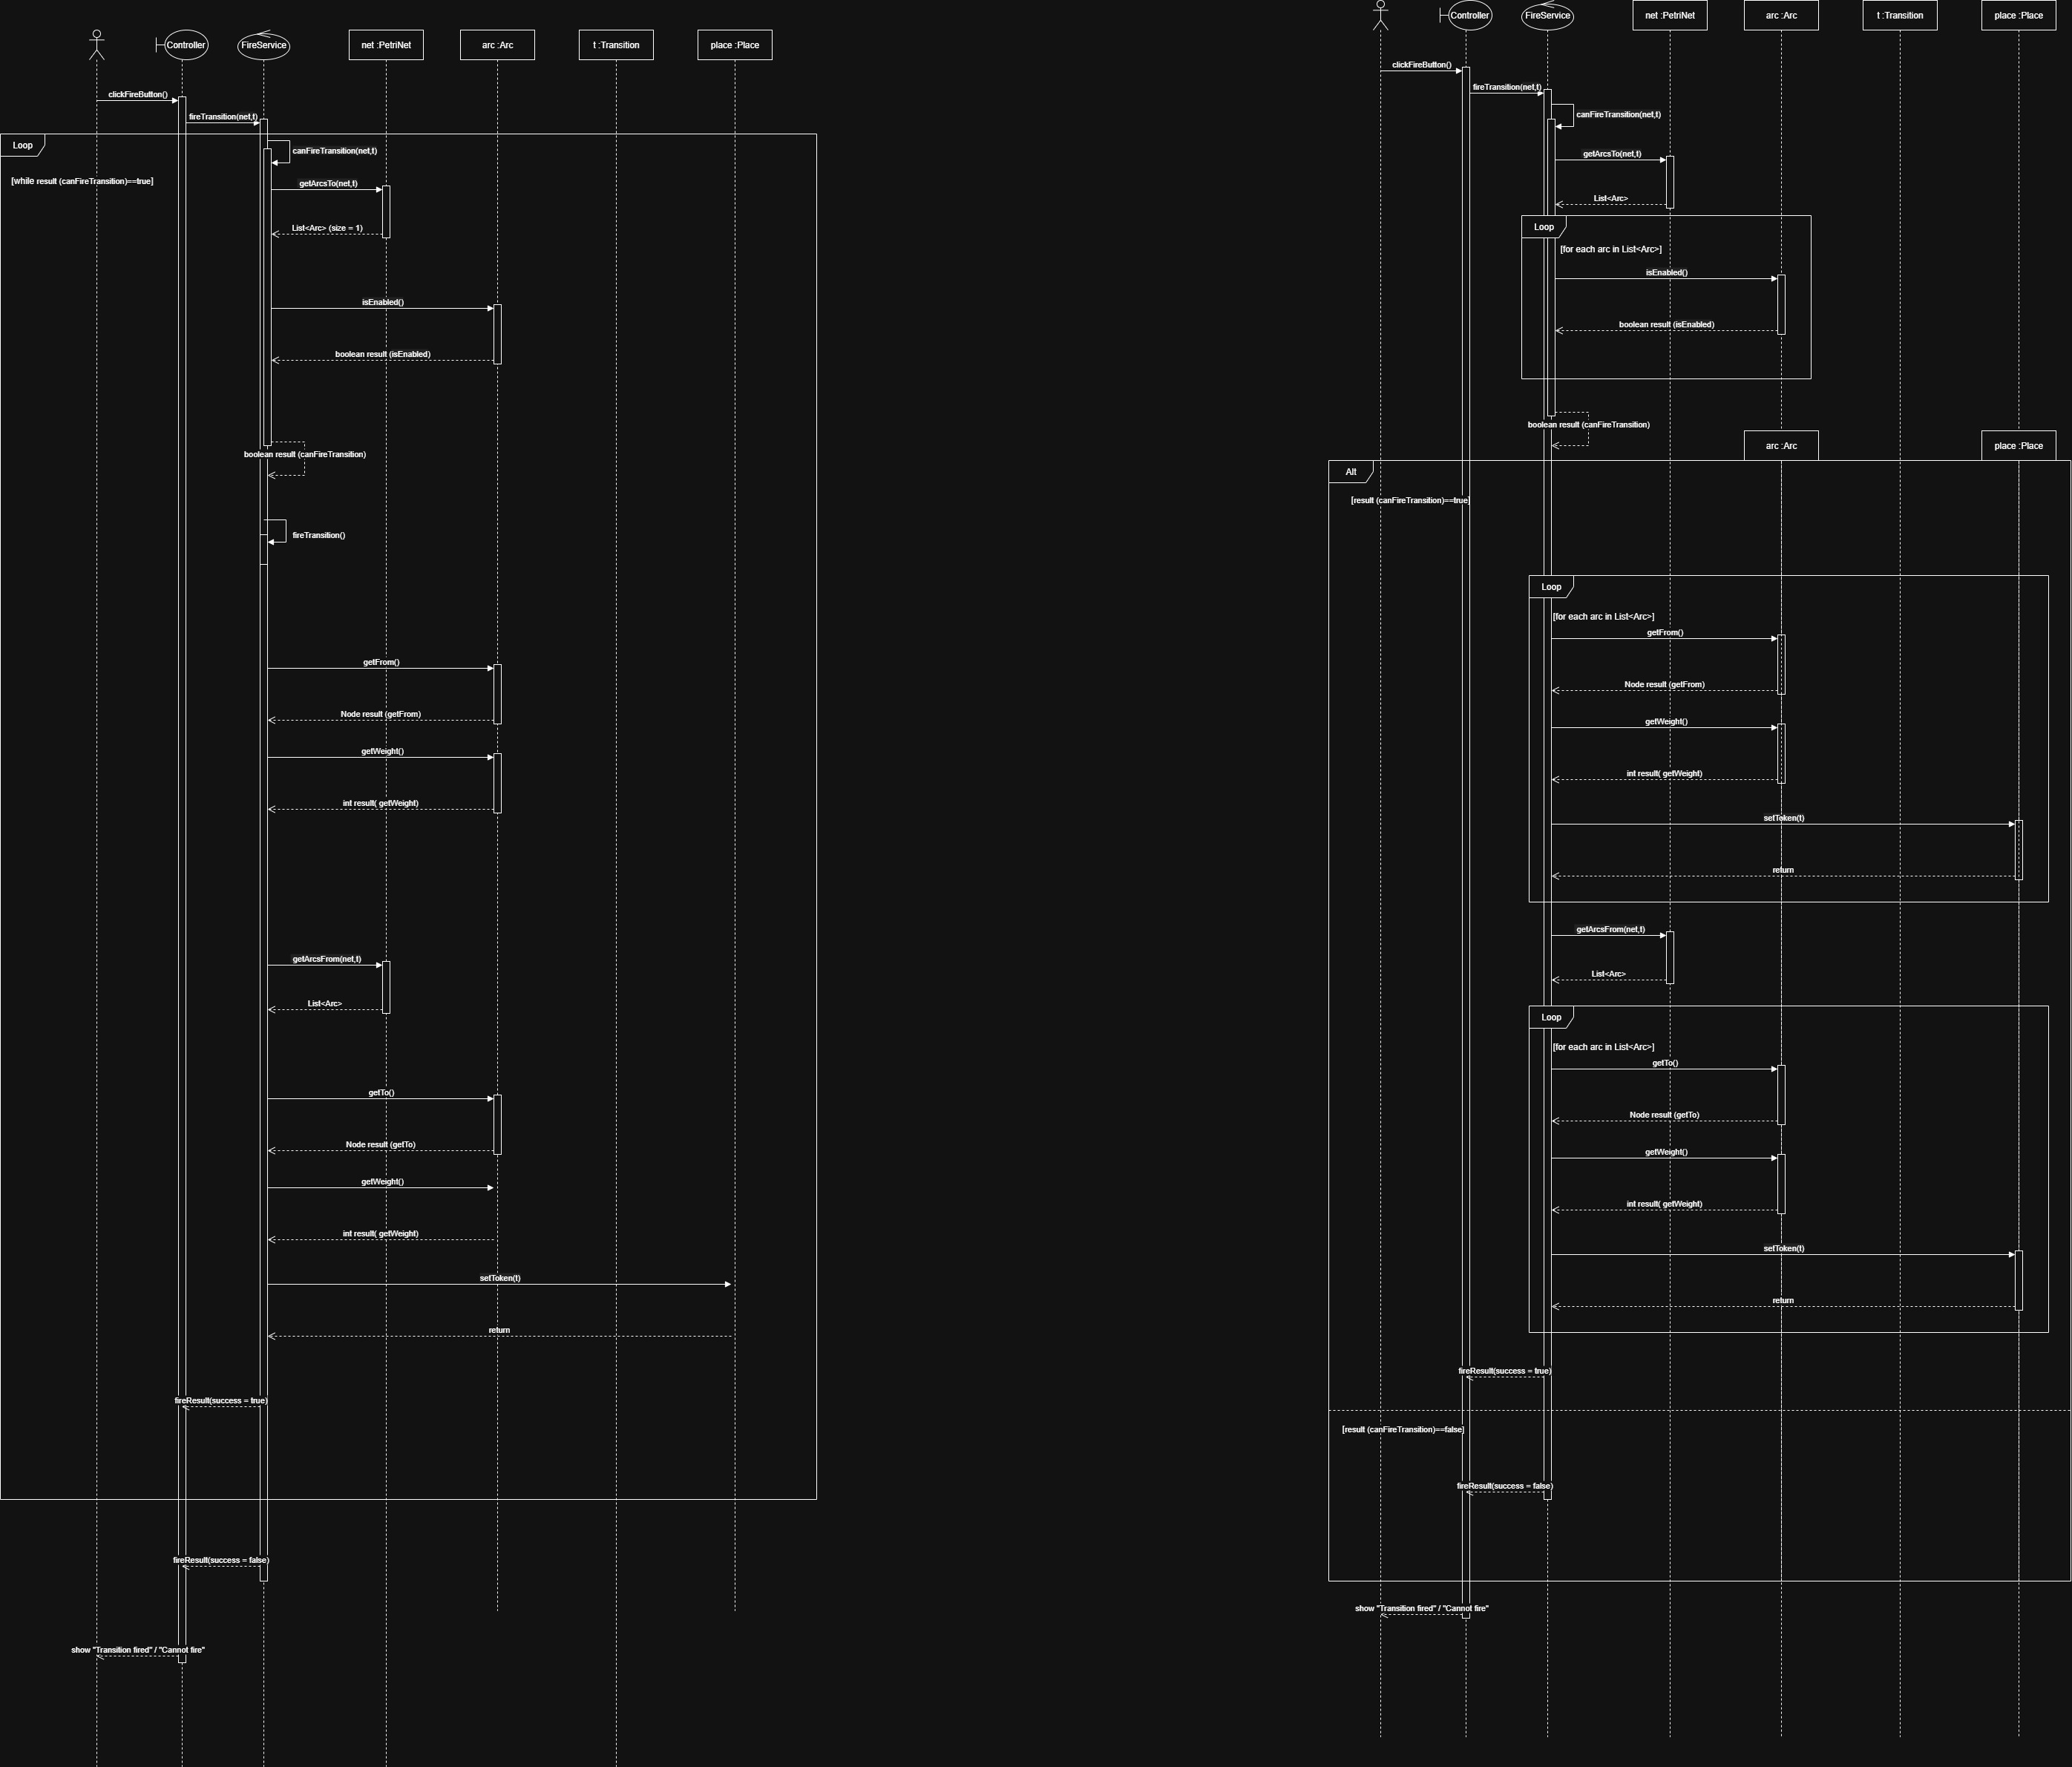 Controller
FireService
net :PetriNet
arc :Arc
t :Transition
place :Place
clickFireButton()
fireTransition(net,t)
Loop
canFireTransition(net,t)
[while result (canFireTransition)==true]
getArcsTo(net,t)
List<Arc> (size = 1)
isEnabled()
boolean result (isEnabled)
boolean result (canFireTransition)
fireTransition()
getFrom()
Node result (getFrom)
getWeight()
int result( getWeight)
getArcsFrom(net,t)
List<Arc>
getTo()
Node result (getTo)
getWeight()
int result( getWeight)
setToken(t)
return
fireResult(success = true)
fireResult(success = false)
show "Transition fired" / "Cannot fire"
Controller
FireService
net :PetriNet
arc :Arc
t :Transition
place :Place
clickFireButton()
fireTransition(net,t)
canFireTransition(net,t)
getArcsTo(net,t)
List<Arc>
Loop
[for each arc in List<Arc>]
isEnabled()
boolean result (isEnabled)
boolean result (canFireTransition)
arc :Arc
place :Place
Alt
[result (canFireTransition)==true]
Loop
[for each arc in List<Arc>]
getFrom()
Node result (getFrom)
getWeight()
int result( getWeight)
setToken(t)
return
getArcsFrom(net,t)
List<Arc>
Loop
[for each arc in List<Arc>]
getTo()
Node result (getTo)
getWeight()
int result( getWeight)
setToken(t)
return
fireResult(success = true)
[result (canFireTransition)==false]
fireResult(success = false)
show "Transition fired" / "Cannot fire"